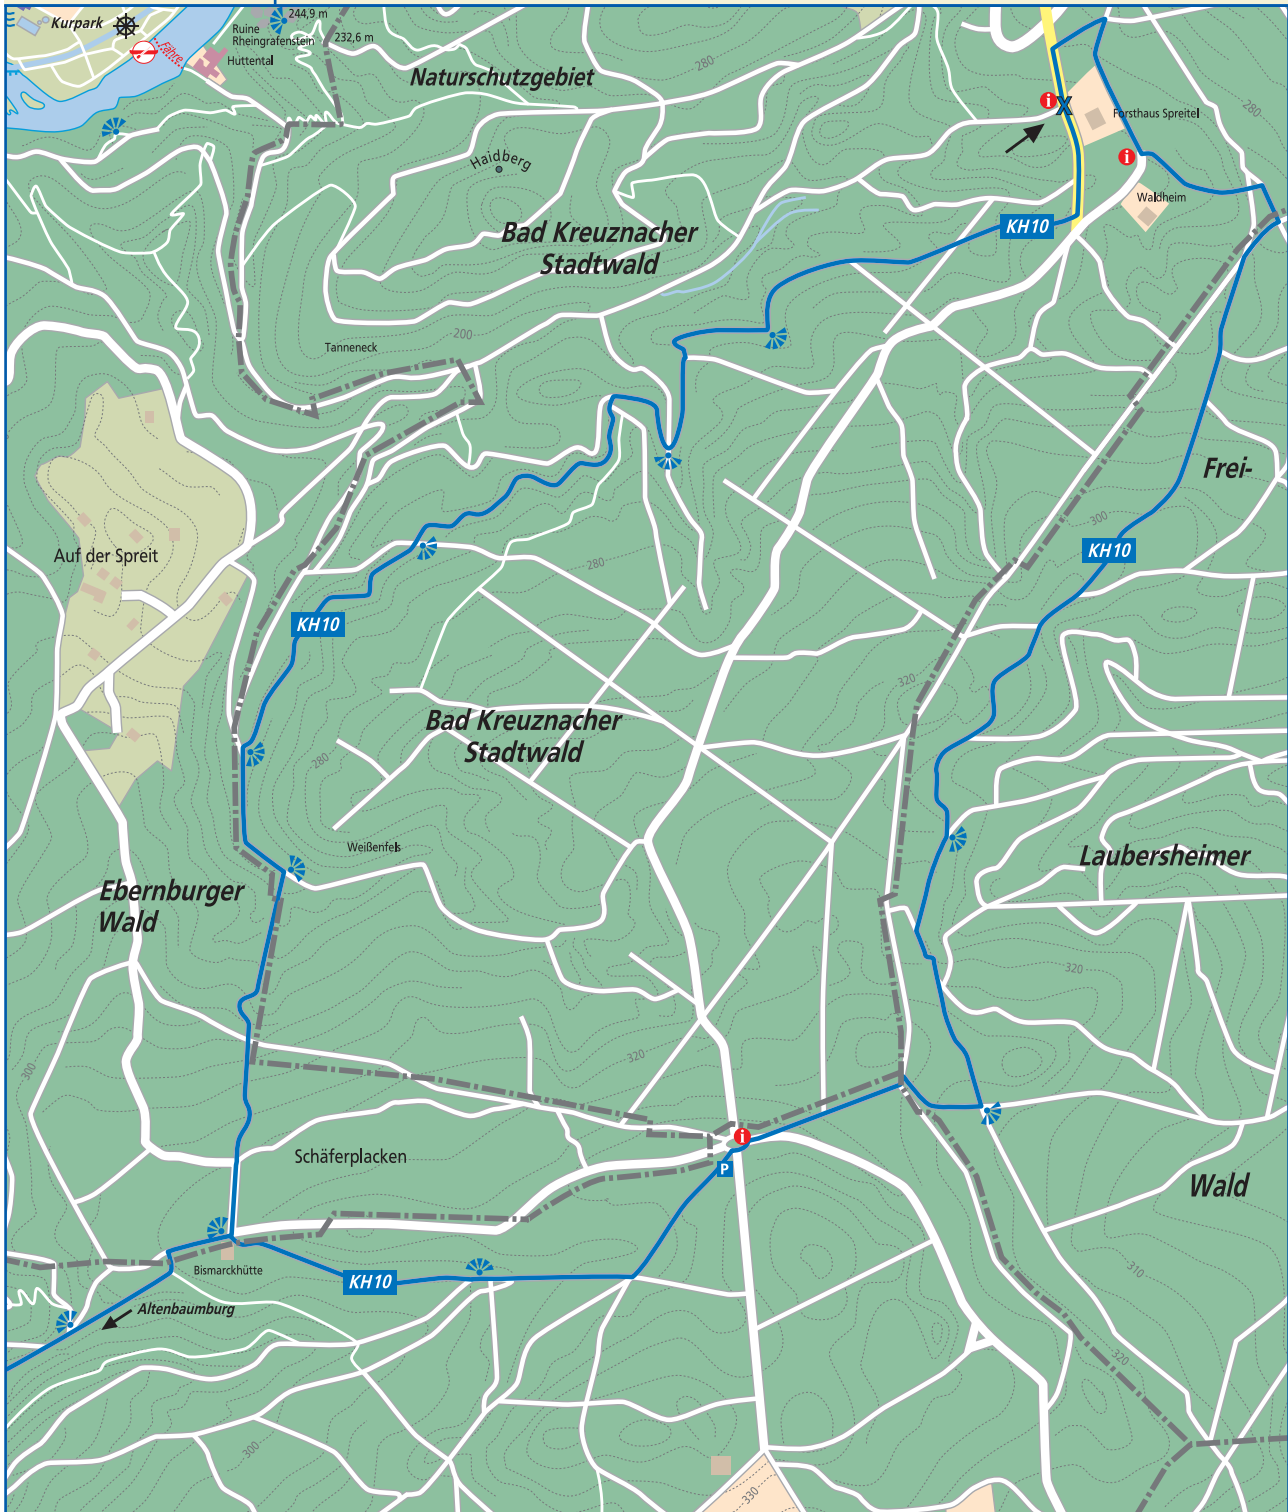 Kurpark
244,9 m
Ruine
Rheingrafenstein
232,6 m
Fähre
Huttental
Naturschutzgebiet
280
i
X
Forsthaus Spreitel
280
Haidberg
i
Waldheim
Bad Kreuznacher
Stadtwald
KH10
200
Tanneneck
Frei-
300
Auf der Spreit
KH10
280
KH10
320
Bad Kreuznacher
Stadtwald
280
Weißenfels
Laubersheimer
Ebernburger
Wald
320
320
300
i
Schäferplacken
P
Wald
Bismarckhütte
KH10
310
Altenbaumburg
320
300
330